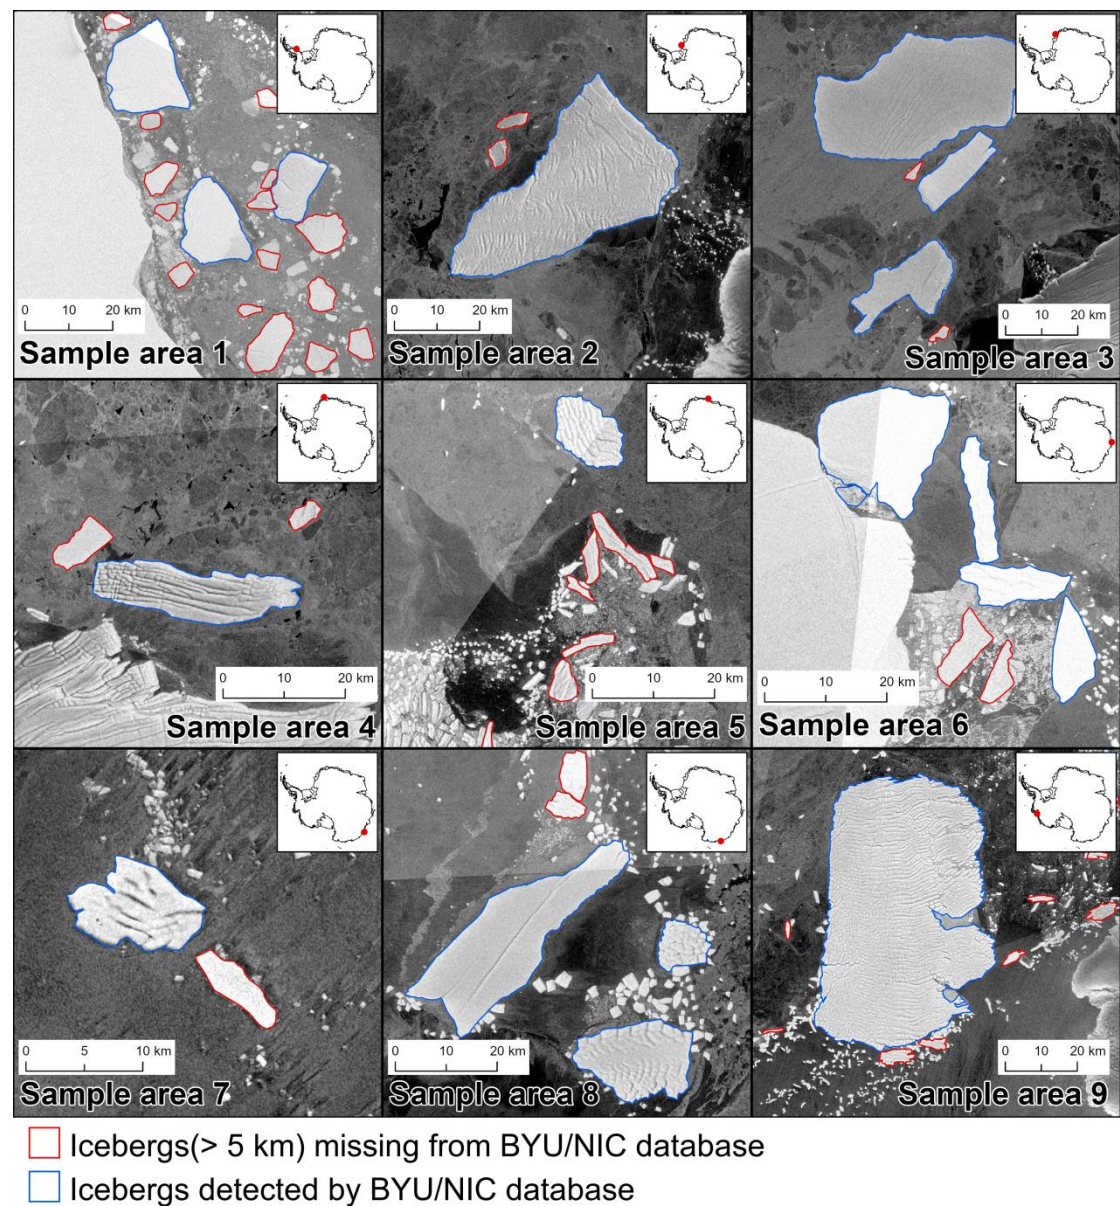 0 10 20 km
Sample area 1
0 10 20 km
Sample area 2
0 10 20 km
Sample area 3
0 10 20 km
Sample area 4
0 10 20 km
Sample area 5
0 10 20 km
Sample area 6
0 5 10 km
Sample area 7
0 10 20 km
Sample area 8
0 10 20 km
Sample area 9
Icebergs(> 5 km) missing from BYU/NIC database
Icebergs detected by BYU/NIC database